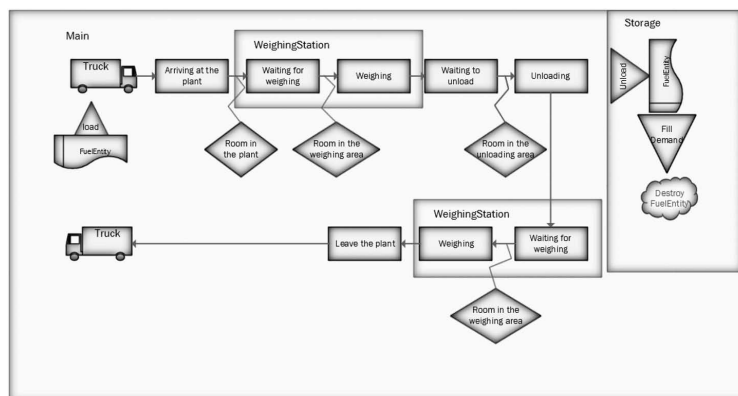 Main
Storage
WeighingStation
Truck
Arriving at the
plant
Waiting for
weighing
Weighing
Waiting to
unload
Unloading
Unload
FuelEntity
load
FuelEntity
Room in
the plant
Room in the
weighing area
Room in the
unloading area
Fill
Demand
Destroy
FuelEntity
WeighingStation
Truck
Leave the plant
Weighing
Waiting for
weighing
Room in the
weighing area